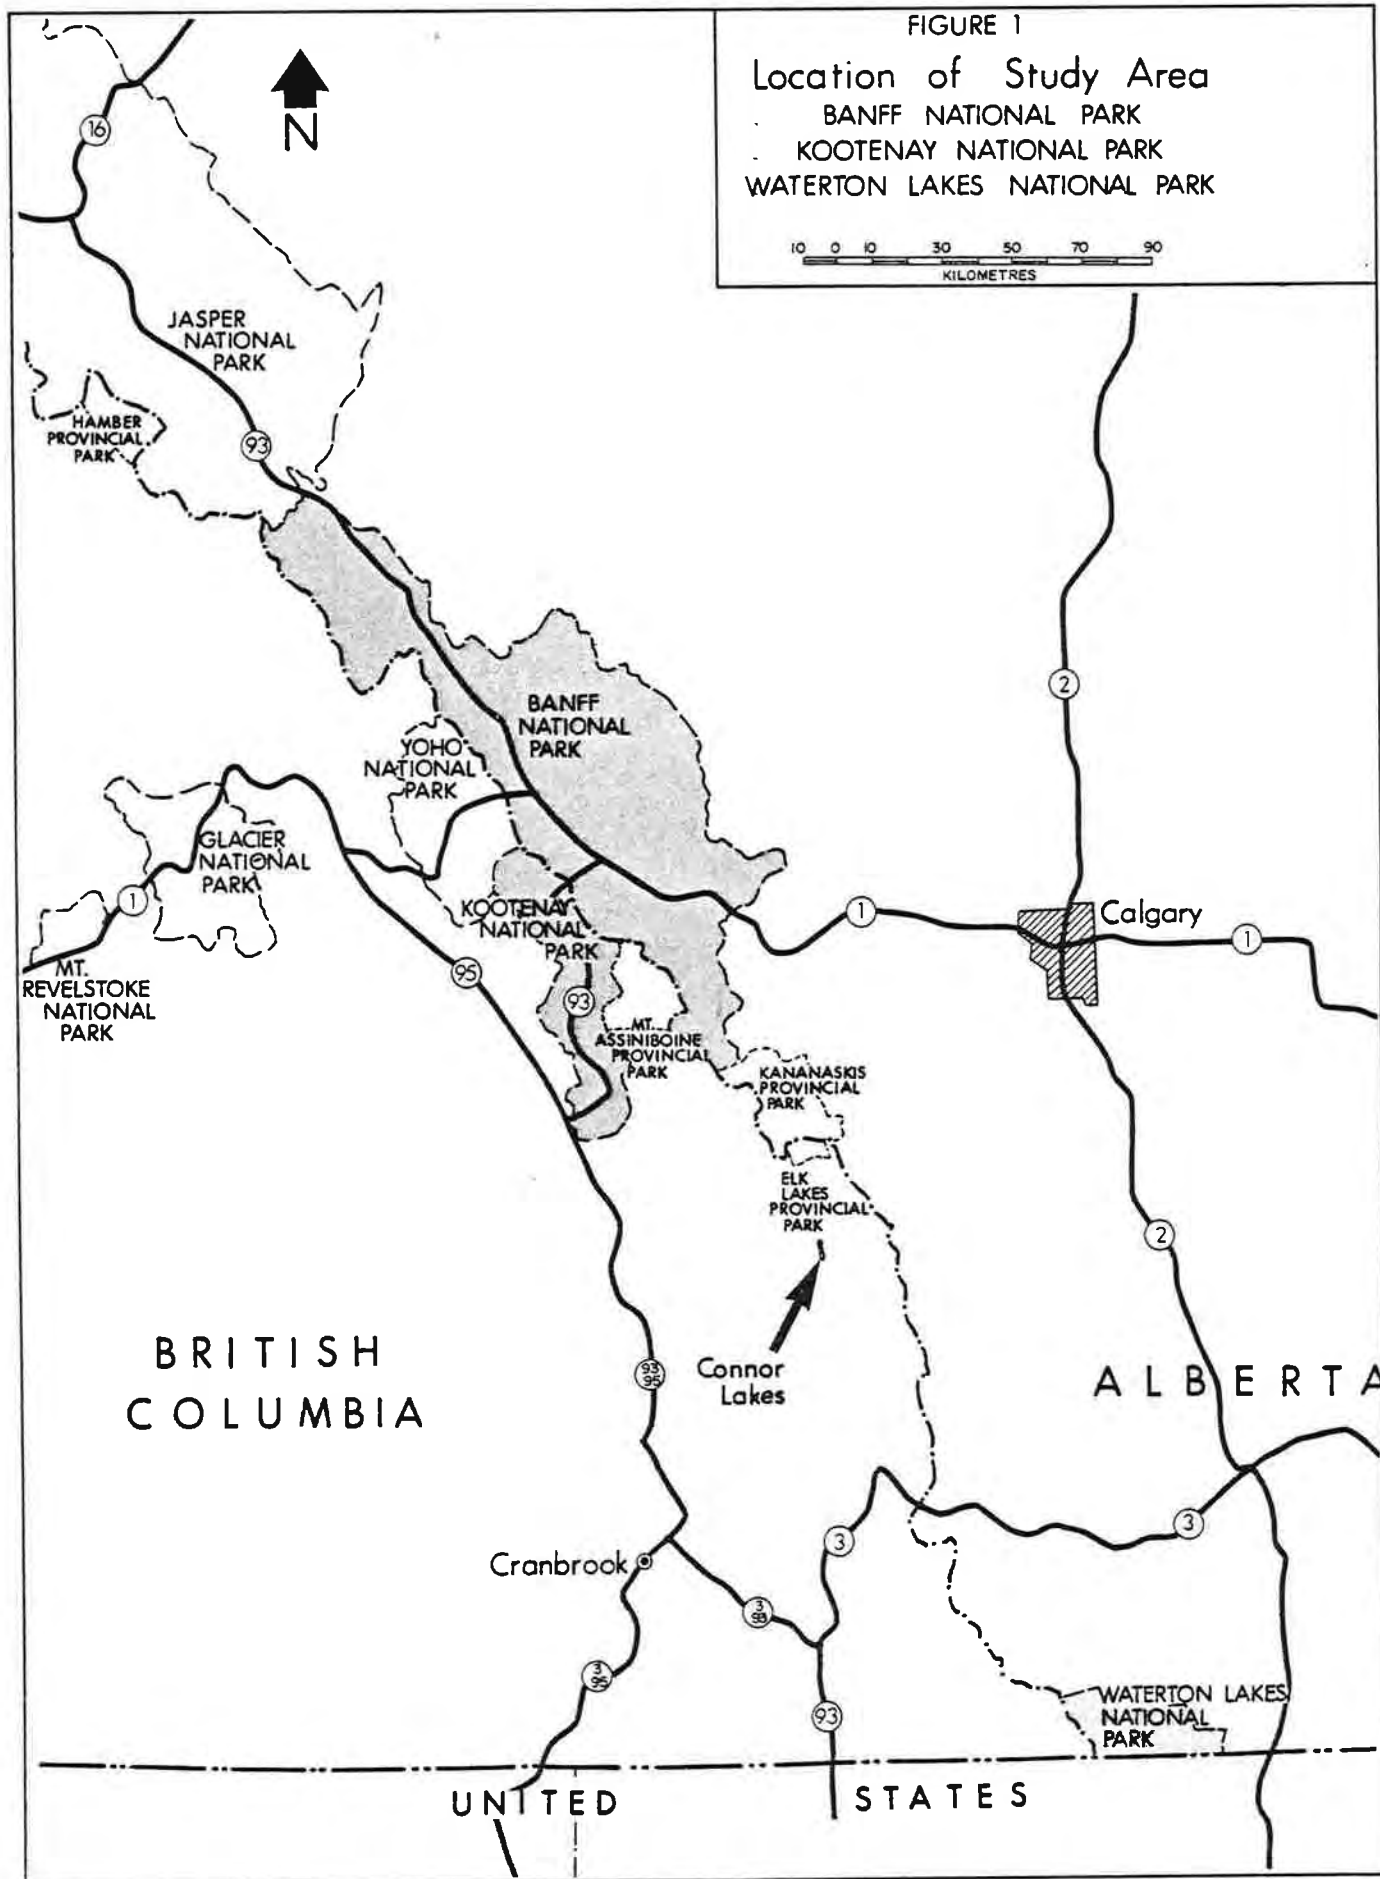 FIGURE 1
Location of Study Area
BANFF NATIONAL PARK
KOOTENAY NATIONAL PARK
WATERTON LAKES NATIONAL PARK
10 0 10 30 50 70 90
KILOMETRES
N
16
JASPER
NATIONAL
PARK
HAMBER
PROVINCIAL
PARK
93
2
BANFF
NATIONAL
PARK
YOHO
NATIONAL
PARK
GLACIER
NATIONAL
PARK
1
MT.
REVELSTOKE
NATIONAL
PARK
KOOTENAY
NATIONAL
PARK
95
93
1
Calgary
1
MT.
ASSINIBOINE
PROVINCIAL
PARK
KANANASKIS
PROVINCIAL
PARK
ELK
LAKES
PROVINCIAL
PARK
2
Connor
Lakes
BRITISH
COLUMBIA
93
95
ALBERTA
3
3
Cranbrook
3
93
3
95
93
WATERTON LAKES
NATIONAL
PARK
UNITED STATES